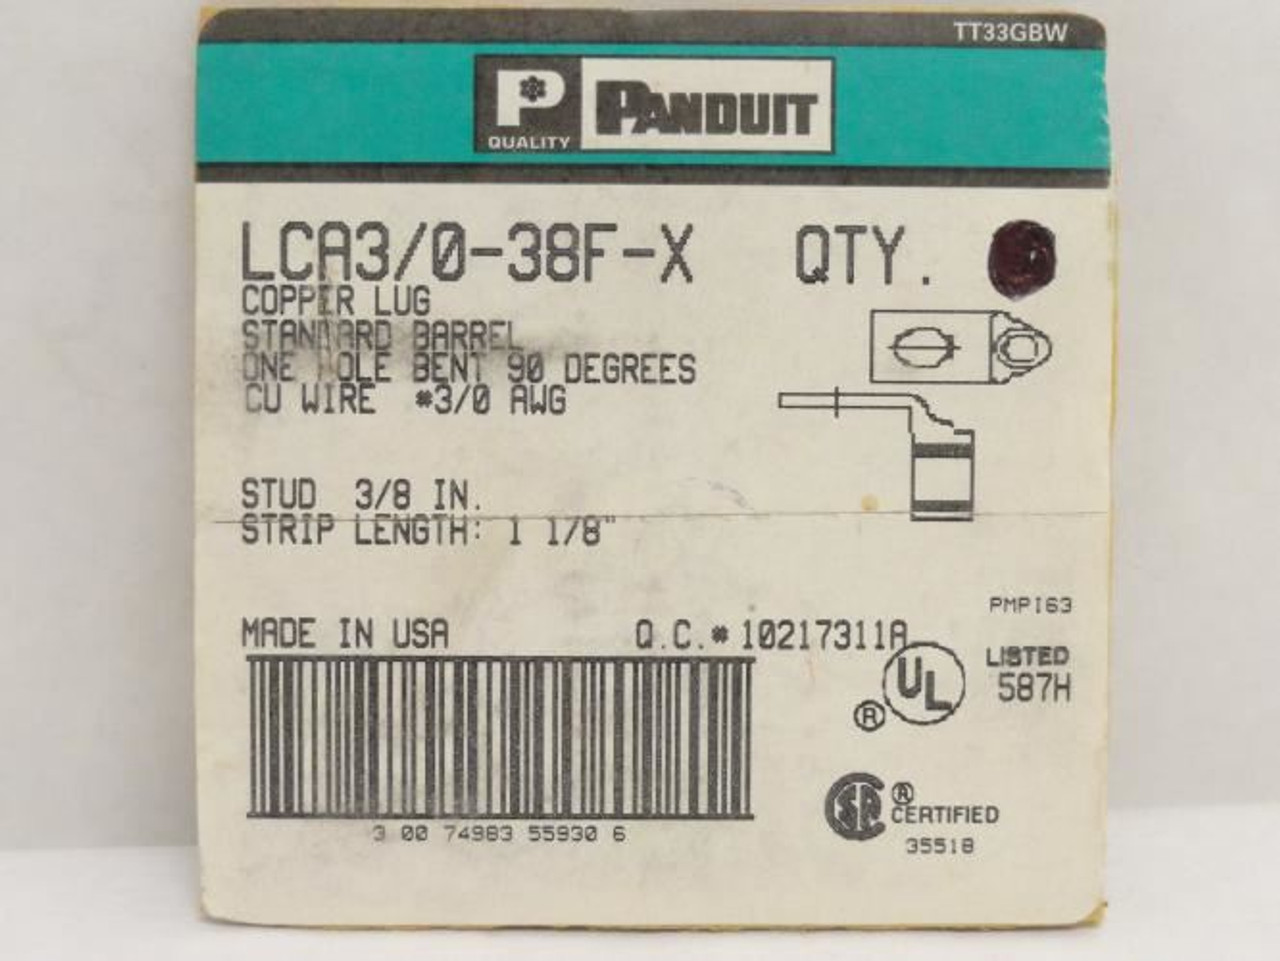 TT33GBW
P PANDUIT
QUALITY
LCA3/0-38F-X QTY.
COPPER LUG
STANDARD BARREL
ONE HOLE BENT 90 DEGREES
CU WIRE #3/0 AWG
STUD 3/8 IN.
STRIP LENGTH: 1 1/8"
PMPI63
MADE IN USA Q.C.# 10217311A
UL ® LISTED
587H
3 00 74983 55930 6
SA ® CERTIFIED
35518